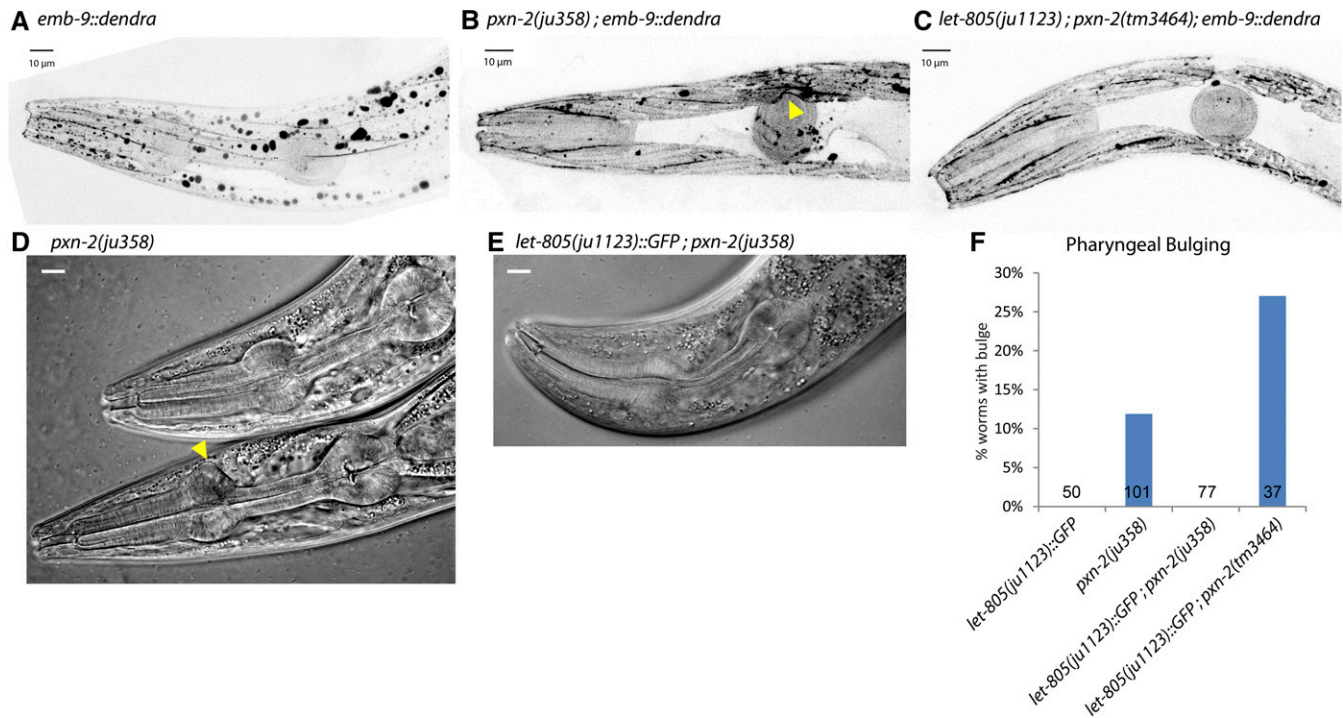 A emb-9::dendra
B pxn-2(ju358) ; emb-9::dendra
C let-805(ju1123) ; pxn-2(tm3464); emb-9::dendra
10 µm
10 µm
10 µm
D pxn-2(ju358)
E let-805(ju1123)::GFP ; pxn-2(ju358)
F
Pharyngeal Bulging
% worms with bulge
30%
25%
20%
15%
10%
5%
0%
50
101
77
37
let-805(ju1123)::GFP
pxn-2(ju358)
let-805(ju1123)::GFP ; pxn-2(ju358)
let-805(ju1123)::GFP ; pxn-2(tm3464)